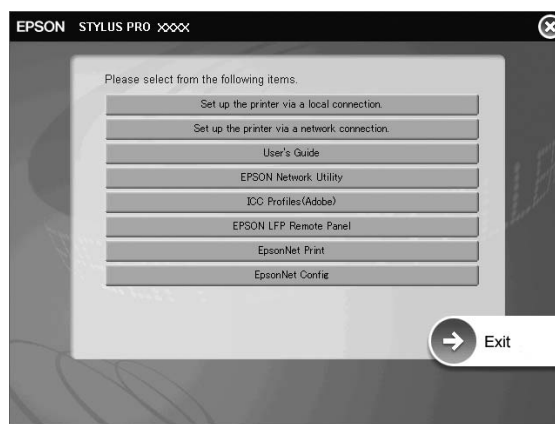 EPSON STYLUS PRO XXXX
Please select from the following items.
Set up the printer via a local connection.
Set up the printer via a network connection.
User's Guide
EPSON Network Utility
ICC Profiles(Adobe)
EPSON LFP Remote Panel
EpsonNet Print
EpsonNet Config
Exit